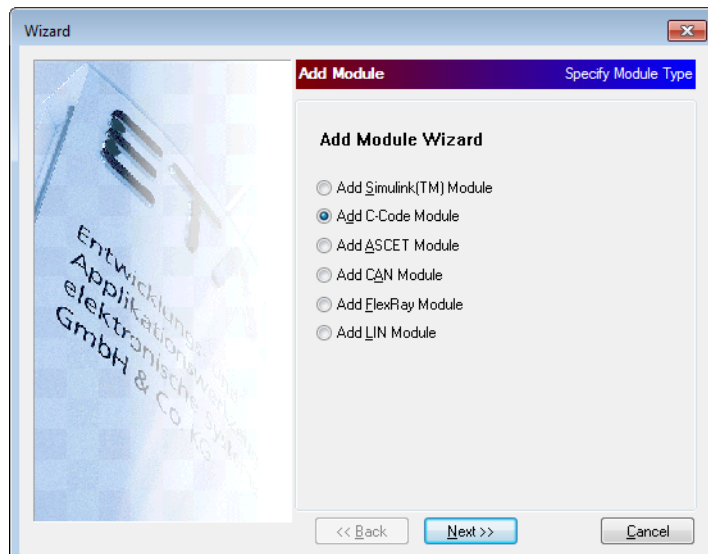 Wizard
Add Module
Specify Module Type
ETA
Entwicklungs- und
Applikationswerkzeuge
elektronische Systeme
GmbH & Co. KG
Add Module Wizard
Add Simulink(TM) Module
Add C-Code Module
Add ASCET Module
Add CAN Module
Add FlexRay Module
Add LIN Module
<< Back
Next >>
Cancel